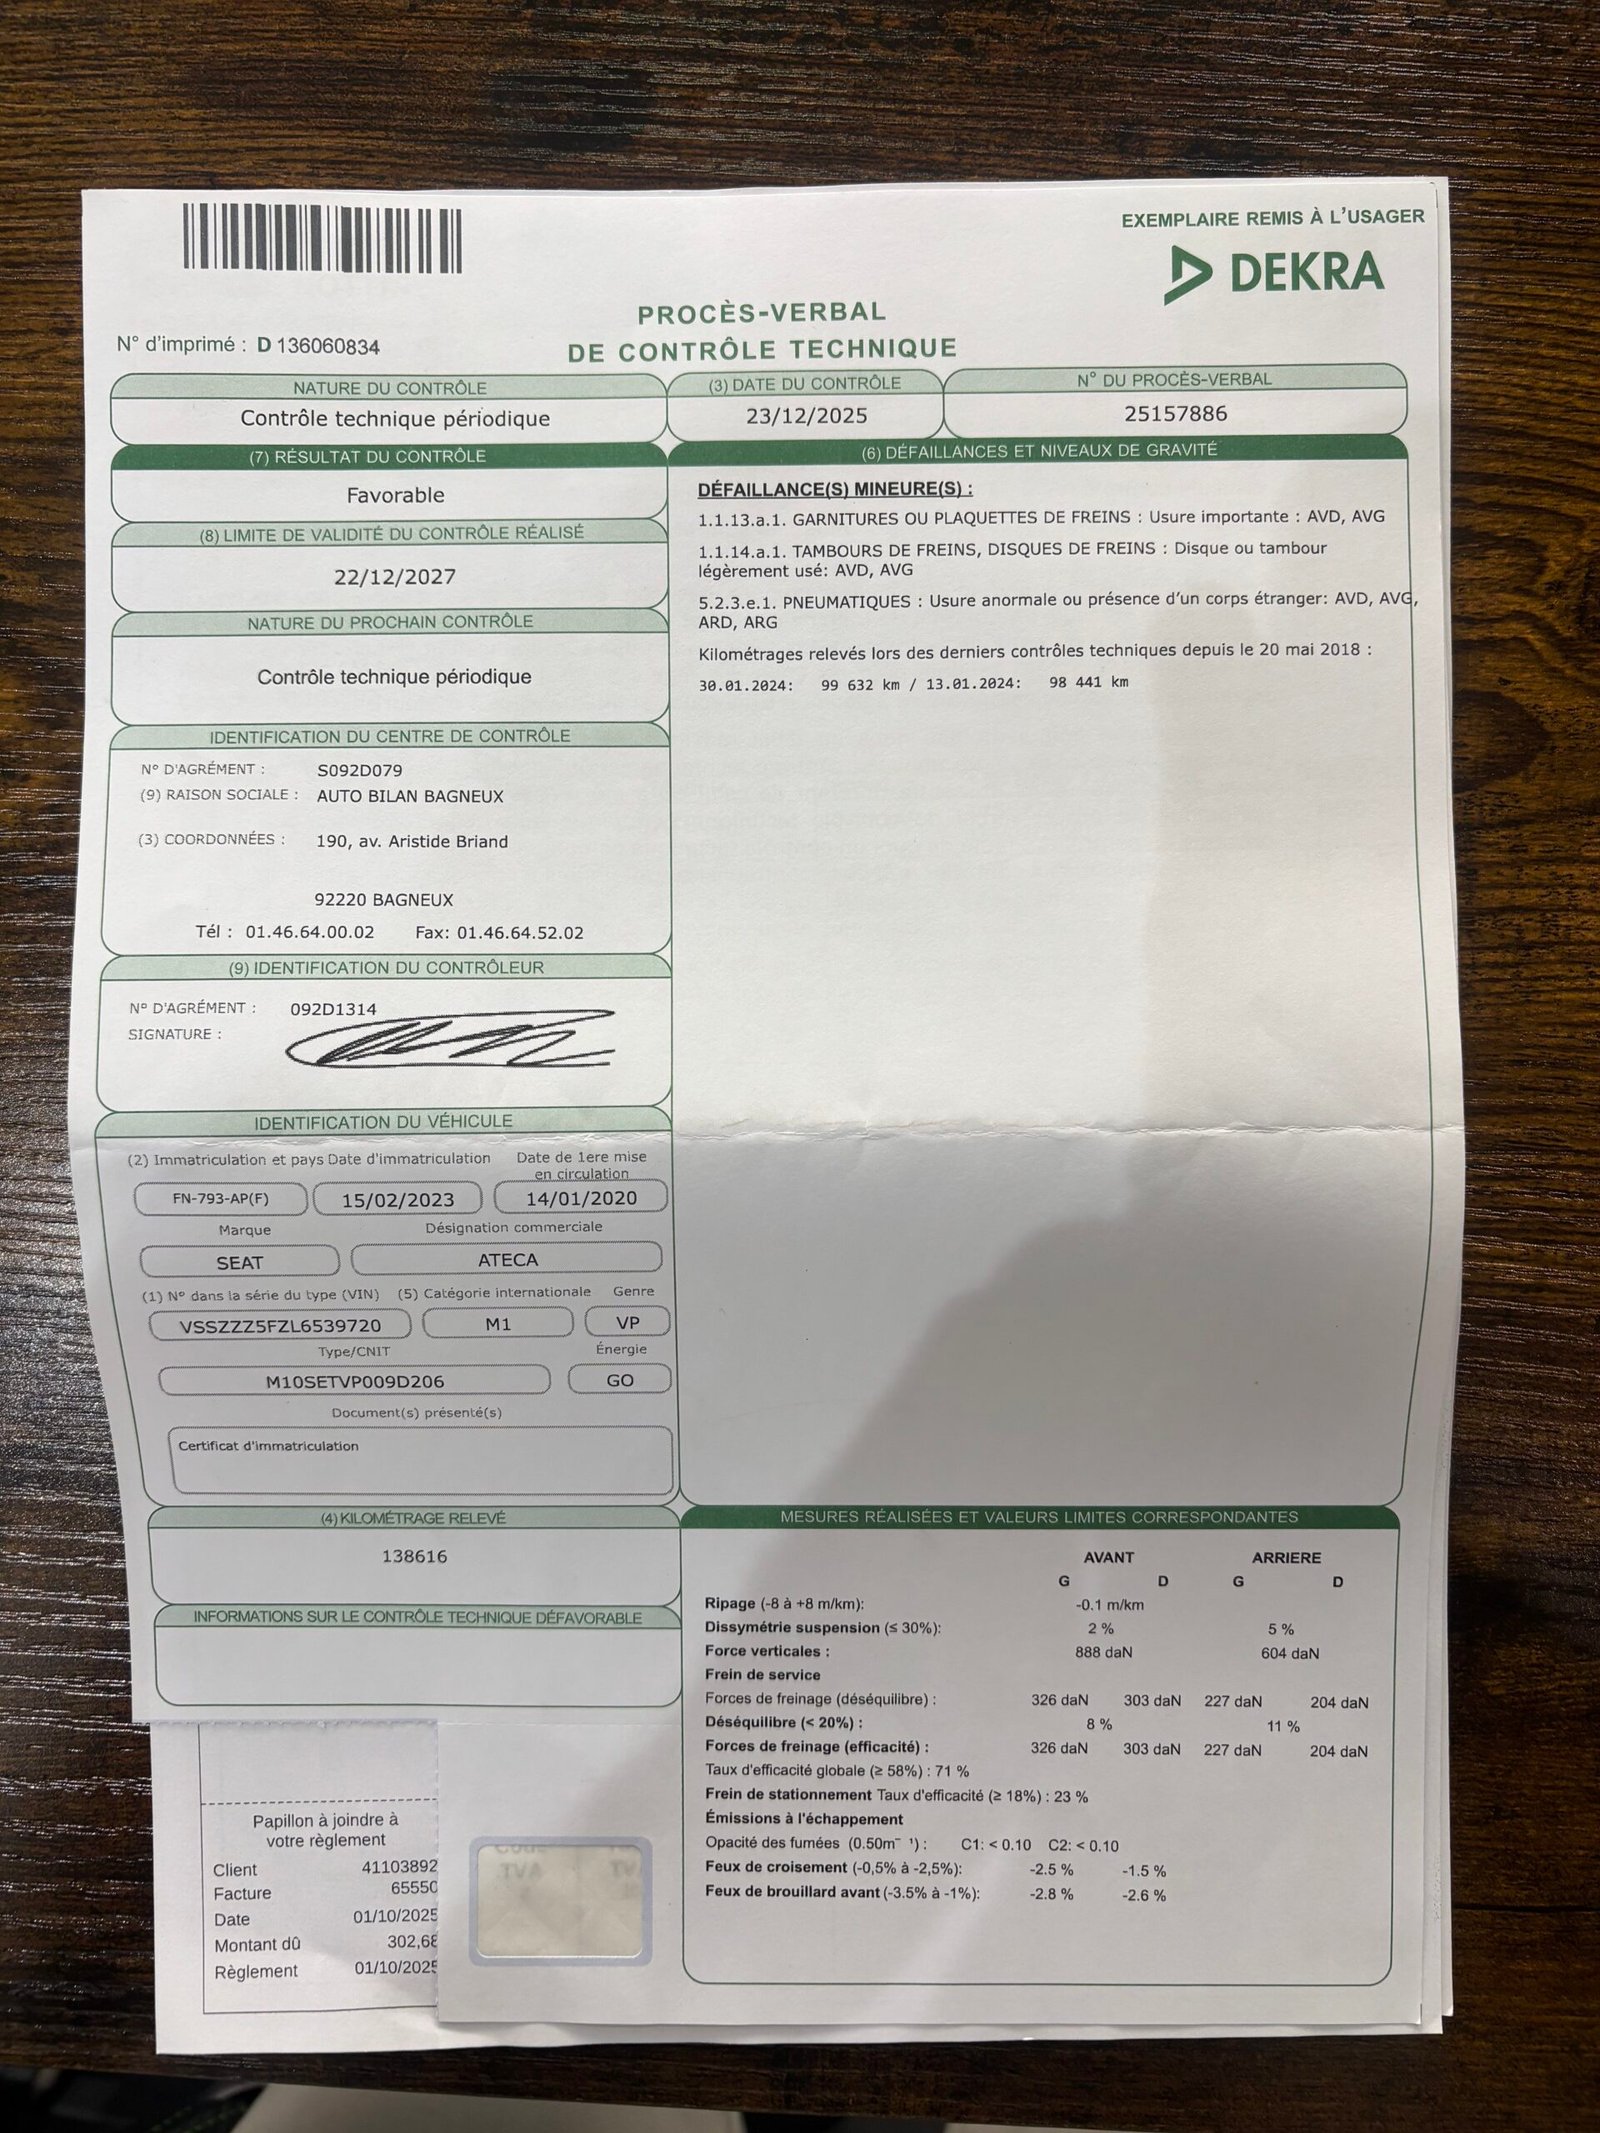 EXEMPLAIRE REMIS À L'USAGER
DEKRA
PROCÈS-VERBAL
DE CONTRÔLE TECHNIQUE
N° d'imprimé : D 136060834
NATURE DU CONTRÔLE
Contrôle technique périodique
(3) DATE DU CONTRÔLE
23/12/2025
N° DU PROCÈS-VERBAL
25157886
(7) RÉSULTAT DU CONTRÔLE
Favorable
(8) LIMITE DE VALIDITÉ DU CONTRÔLE RÉALISÉ
22/12/2027
NATURE DU PROCHAIN CONTRÔLE
Contrôle technique périodique
IDENTIFICATION DU CENTRE DE CONTRÔLE
N° D'AGRÉMENT : S092D079
(9) RAISON SOCIALE : AUTO BILAN BAGNEUX
(3) COORDONNÉES : 190, av. Aristide Briand
92220 BAGNEUX
Tél : 01.46.64.00.02 Fax: 01.46.64.52.02
(9) IDENTIFICATION DU CONTRÔLEUR
N° D'AGRÉMENT : 092D1314
SIGNATURE :
IDENTIFICATION DU VÉHICULE
(2) Immatriculation et pays Date d'immatriculation Date de 1ere mise
en circulation
FN-793-AP(F) 15/02/2023 14/01/2020
Marque Désignation commerciale
SEAT ATECA
(1) N° dans la série du type (VIN) (5) Catégorie internationale Genre
VSSZZZ5FZL6539720 M1 VP
Type/CNIT Énergie
M10SETVP009D206 GO
Document(s) présenté(s)
Certificat d'immatriculation
(4) KILOMÉTRAGE RELEVÉ
138616
INFORMATIONS SUR LE CONTRÔLE TECHNIQUE DÉFAVORABLE
(6) DÉFAILLANCES ET NIVEAUX DE GRAVITÉ
DÉFAILLANCE(S) MINEURE(S) :
1.1.13.a.1. GARNITURES OU PLAQUETTES DE FREINS : Usure importante : AVD, AVG
1.1.14.a.1. TAMBOURS DE FREINS, DISQUES DE FREINS : Disque ou tambour
légèrement usé: AVD, AVG
5.2.3.e.1. PNEUMATIQUES : Usure anormale ou présence d'un corps étranger: AVD, AVG,
ARD, ARG
Kilométrages relevés lors des derniers contrôles techniques depuis le 20 mai 2018 :
30.01.2024: 99 632 km / 13.01.2024: 98 441 km
MESURES RÉALISÉES ET VALEURS LIMITES CORRESPONDANTES
AVANT ARRIERE
G D G D
Ripage (-8 à +8 m/km): -0.1 m/km
Dissymétrie suspension (≤ 30%): 2 % 5 %
Force verticales : 888 daN 604 daN
Frein de service
Forces de freinage (déséquilibre) : 326 daN 303 daN 227 daN 204 daN
Déséquilibre (< 20%) : 8 % 11 %
Forces de freinage (efficacité) : 326 daN 303 daN 227 daN 204 daN
Taux d'efficacité globale (≥ 58%) : 71 %
Frein de stationnement Taux d'efficacité (≥ 18%) : 23 %
Émissions à l'échappement
Opacité des fumées (0.50m⁻¹) : C1: < 0.10 C2: < 0.10
Feux de croisement (-0,5% à -2,5%): -2.5 % -1.5 %
Feux de brouillard avant (-3.5% à -1%): -2.8 % -2.6 %
Papillon à joindre à
votre règlement
Client 41103892
Facture 65550
Date 01/10/2025
Montant dû 302,68
Règlement 01/10/2025
TVA